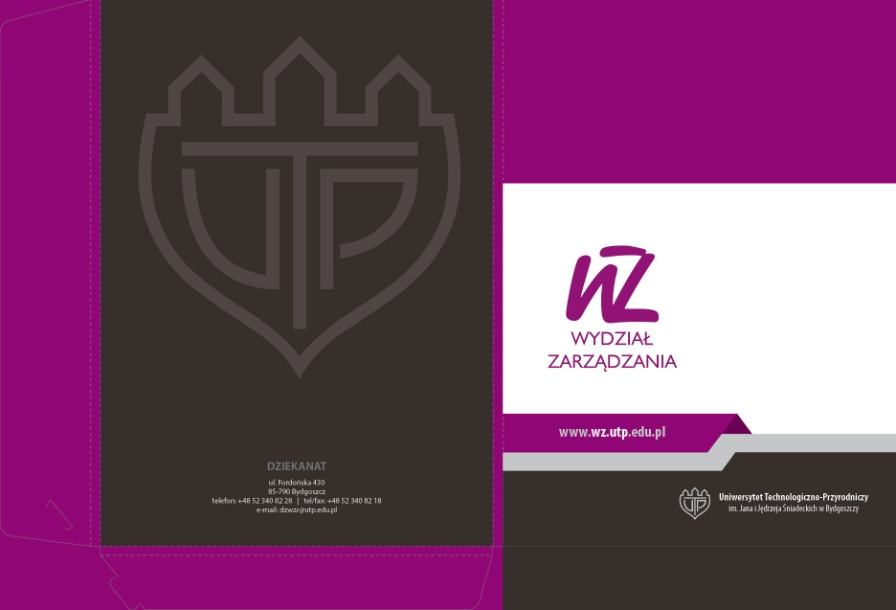 UTP
DZIEKANAT
ul. Fordońska 430
85-790 Bydgoszcz
telefon: +48 52 340 82 28 | tel/fax: +48 52 340 82 18
e-mail: dzwzr@utp.edu.pl
WZ
WYDZIAŁ
ZARZĄDZANIA
www.wz.utp.edu.pl
UTP
Uniwersytet Technologiczno-Przyrodniczy
im. Jana i Jędrzeja Śniadeckich w Bydgoszczy